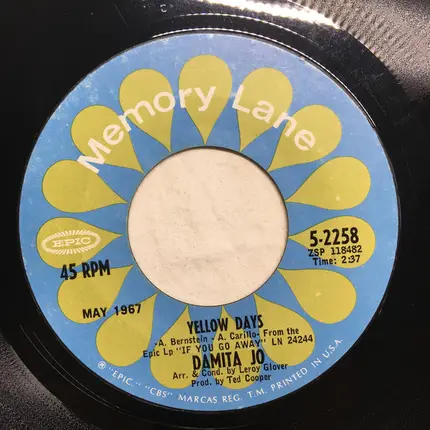 Memory Lane
EPIC
45 RPM
5-2258
ZSP 118482
Time: 2:37
MAY 1967
YELLOW DAYS
-A. Bernstein - A. Carillo- From the
Epic Lp "IF YOU GO AWAY" LN 24244
DAMITA JO
Arr. & Cond. by Leroy Glover
Prod. by Ted Cooper
® "EPIC," "CBS" MARCAS REG. T.M. PRINTED IN U.S.A.